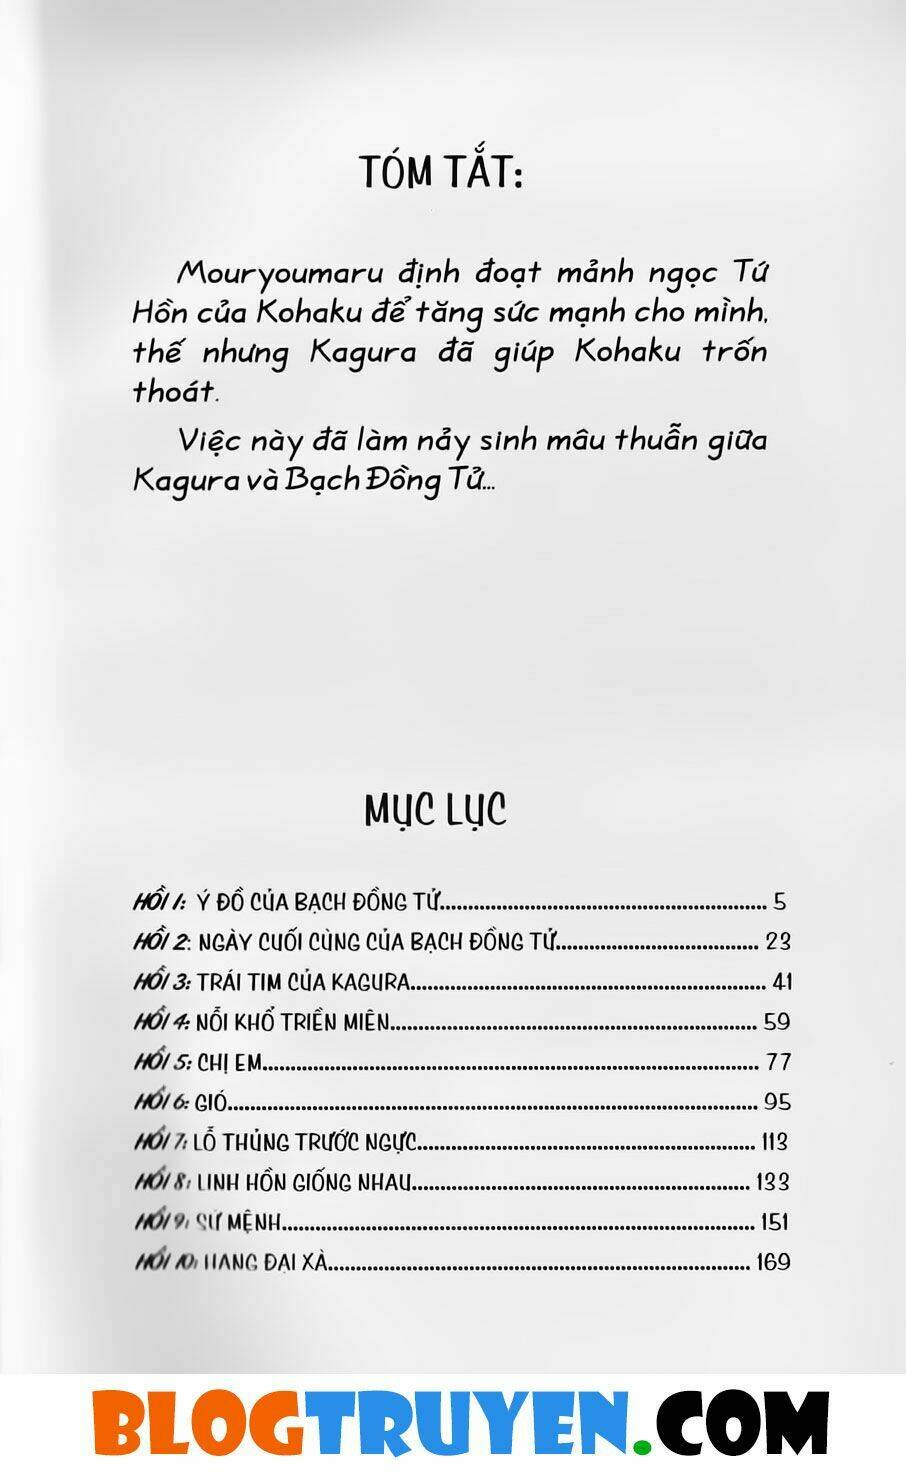 TÓM TẮT:
Mouryoumaru định đoạt mảnh ngọc Tứ
Hồn của Kohaku để tăng sức mạnh cho mình,
thế nhưng Kagura đã giúp Kohaku trốn
thoát.
Việc này đã làm nảy sinh mâu thuẫn giữa
Kagura và Bạch Đồng Tử...
MỤC LỤC
HỒI 1: Ý ĐỒ CỦA BẠCH ĐỒNG TỬ.......... 5
HỒI 2: NGÀY CUỐI CÙNG CỦA BẠCH ĐỒNG TỬ.......... 23
HỒI 3: TRÁI TIM CỦA KAGURA.......... 41
HỒI 4: NỖI KHỔ TRIỀN MIÊN.......... 59
HỒI 5: CHỊ EM.......... 77
HỒI 6: GIÓ.......... 95
HỒI 7: LỖ THỦNG TRƯỚC NGỰC.......... 113
HỒI 8: LINH HỒN GIỐNG NHAU.......... 133
HỒI 9: SỨ MỆNH.......... 151
HỒI 10: HANG ĐẠI XÀ.......... 169
BLOGTRUYEN.COM